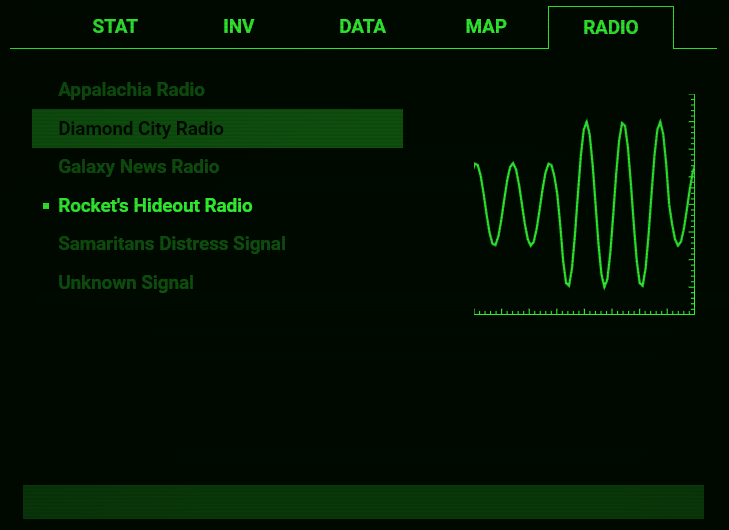 STAT INV DATA MAP RADIO
Appalachia Radio
Diamond City Radio
Galaxy News Radio
Rocket's Hideout Radio
Samaritans Distress Signal
Unknown Signal